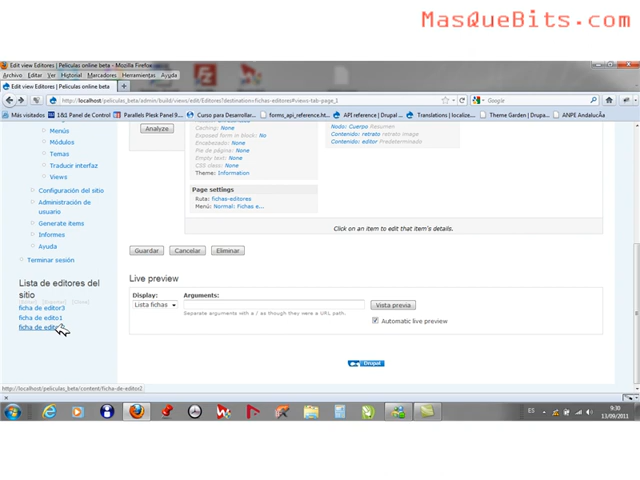 MasQueBits.com
Edit view Editores | Peliculas online beta - Mozilla Firefox
Archivo Editar Ver Historial Marcadores Herramientas Ayuda
Edit view Editores | Peliculas online beta
localhost/peliculas_beta/admin/build/views/edit/Editores?destination=fichas-editores#views-tab-page_1
Google
Más visitados 1&1 Panel de Control Parallels Plesk Panel 9... Curso para Desarrollar... forms_api_reference.ht... API reference | Drupal ... Translations | localize.... Theme Garden | Drupa... ANPE AndalucÃa
Menús
Módulos
Temas
Traducir interfaz
Views
Configuración del sitio
Administración de usuario
Generate items
Informes
Ayuda
Terminar sesión
Lista de editores del sitio
ficha de editor3
ficha de edito1
ficha de editor
Analyze
Caching: None
Exposed form in block: No
Encabezado: None
Pie de página: None
Empty text: None
CSS class: None
Theme: Information
Page settings
Ruta: fichas-editores
Menú: Normal: Fichas e...
Nodo: Cuerpo Resumen
Contenido: retrato retrato image
Contenido: editor Predeterminado
Click on an item to edit that item's details.
Guardar Cancelar Eliminar
Live preview
Display: Arguments:
Lista fichas Vista previa
Separate arguments with a / as though they were a URL path.
Automatic live preview
Drupal
http://localhost/peliculas_beta/content/ficha-de-editor2
ES
9:30
13/09/2011